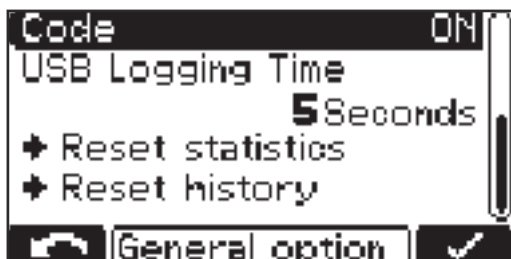 Code ON
USB Logging Time
5 Seconds
Reset statistics
Reset history
General option